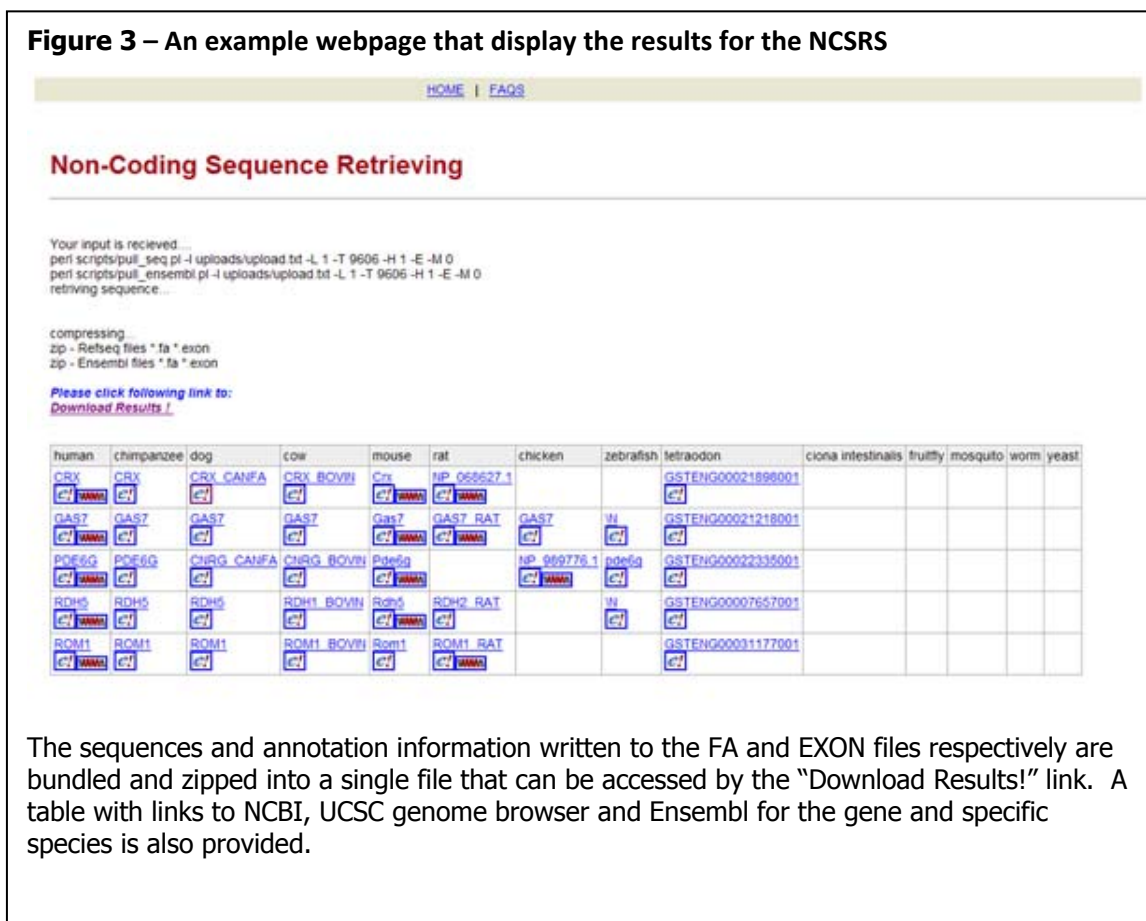 Figure 3 – An example webpage that display the results for the NCSRS
HOME | FAQS
Non-Coding Sequence Retrieving
Your input is recieved....
perl scripts/pull_seq.pl -I uploads/upload.txt -L 1 -T 9606 -H 1 -E -M 0
perl scripts/pull_ensembl.pl -I uploads/upload.txt -L 1 -T 9606 -H 1 -E -M 0
retriving sequence...
compressing...
zip - Refseq files *.fa *.exon
zip - Ensembl files *.fa *.exon
Please click following link to:
Download Results !
human chimpanzee dog cow mouse rat chicken zebrafish tetraodon ciona intestinalis fruitfly mosquito worm yeast
CRX CRX CRX_CANFA CRX_BOVIN Crx NP_068627.1 GSTENG00021898001
e! e! e! e! e! e! e!
GAS7 GAS7 GAS7 GAS7 Gas7 GAS7_RAT GAS7 \N GSTENG00021218001
e! e! e! e! e! e! e! e! e!
PDE6G PDE6G CNRG_CANFA CNRG_BOVIN Pde6g NP_989776.1 pde6g GSTENG00022335001
e! e! e! e! e! e! e! e!
RDH5 RDH5 RDH5 RDH1_BOVIN Rdh5 RDH2_RAT \N GSTENG00007657001
e! e! e! e! e! e! e! e!
ROM1 ROM1 ROM1 ROM1_BOVIN Rom1 ROM1_RAT GSTENG00031177001
e! e! e! e! e! e! e!
The sequences and annotation information written to the FA and EXON files respectively are
bundled and zipped into a single file that can be accessed by the “Download Results!” link. A
table with links to NCBI, UCSC genome browser and Ensembl for the gene and specific
species is also provided.